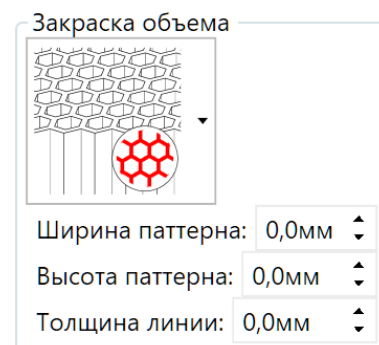 Закраска объема
Ширина паттерна: 0,0мм
Высота паттерна: 0,0мм
Толщина линии: 0,0мм